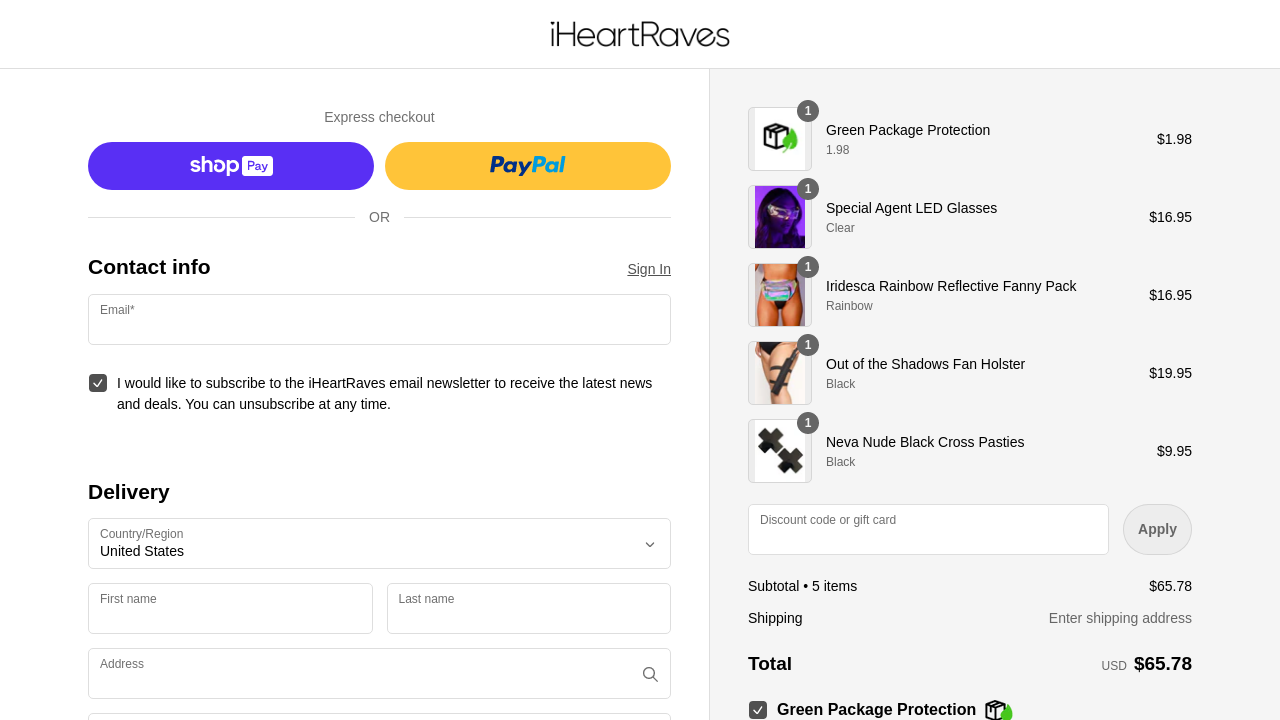 iHeartRaves
Express checkout
shop Pay
PayPal
OR
Contact info
Sign In
Email*
I would like to subscribe to the iHeartRaves email newsletter to receive the latest news
and deals. You can unsubscribe at any time.
Delivery
Country/Region
United States
First name
Last name
Address
1
Green Package Protection
1.98
$1.98
1
Special Agent LED Glasses
Clear
$16.95
1
Iridesca Rainbow Reflective Fanny Pack
Rainbow
$16.95
1
Out of the Shadows Fan Holster
Black
$19.95
1
Neva Nude Black Cross Pasties
Black
$9.95
Discount code or gift card
Apply
Subtotal • 5 items
$65.78
Shipping
Enter shipping address
Total
USD $65.78
Green Package Protection